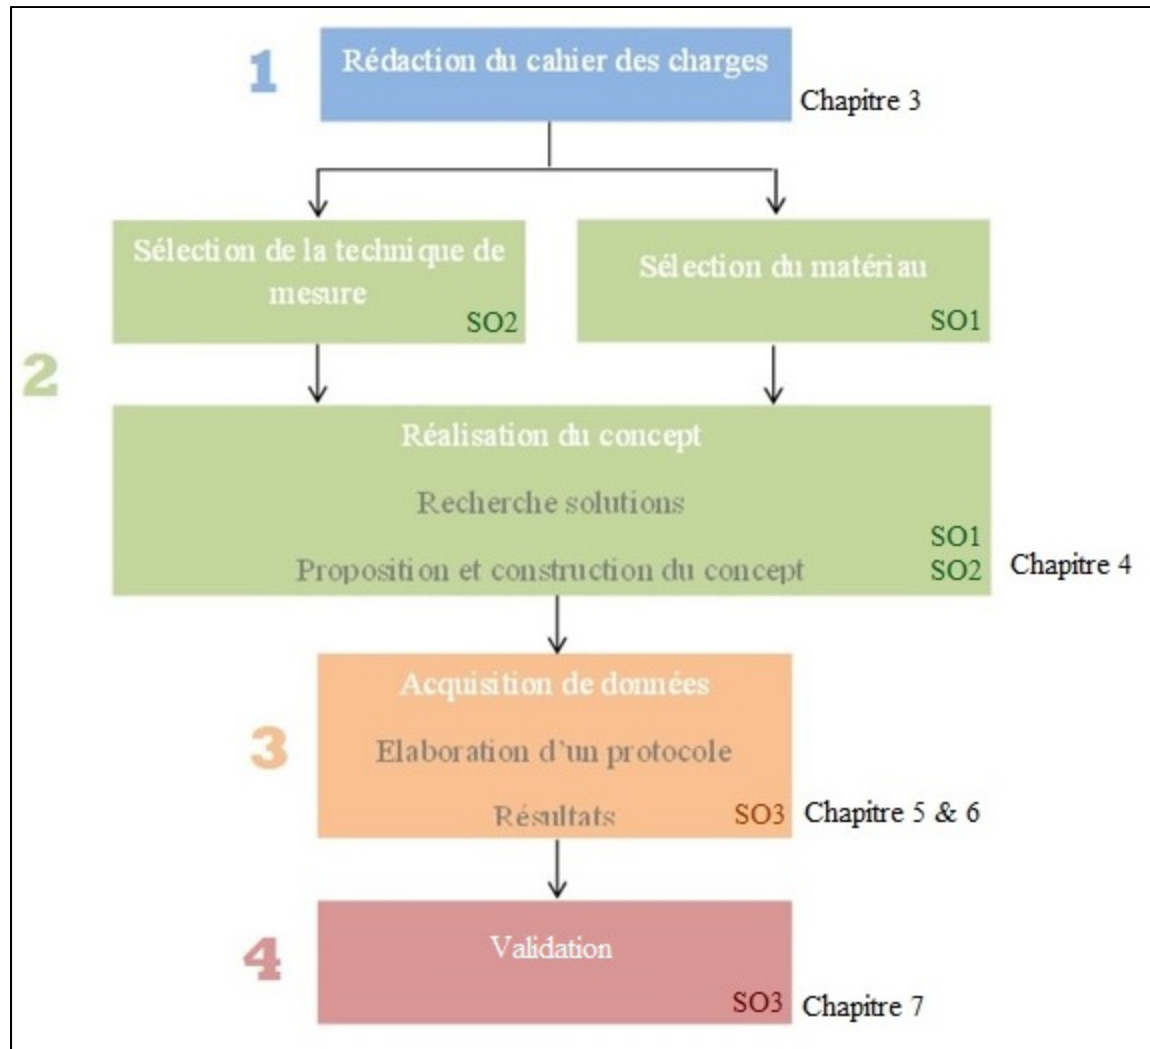 1
Rédaction du cahier des charges
Chapitre 3
Sélection de la technique de
mesure
SO2
Sélection du matériau
SO1
2
Réalisation du concept
Recherche solutions
SO1
Proposition et construction du concept
SO2
Chapitre 4
3
Acquisition de données
Elaboration d'un protocole
Résultats
SO3
Chapitre 5 & 6
4
Validation
SO3
Chapitre 7